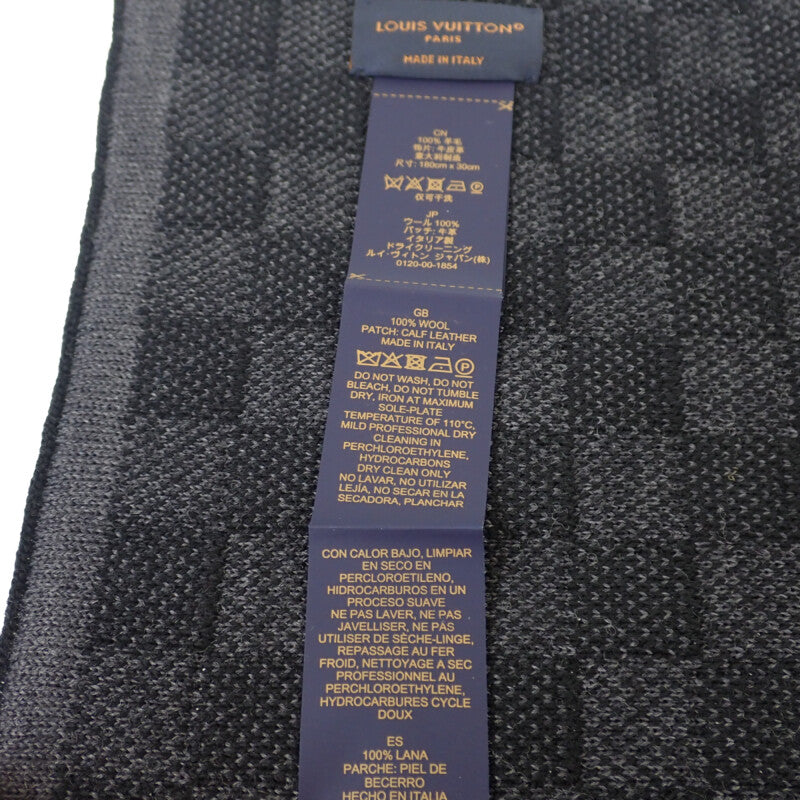 LOUIS VUITTON®
PARIS
MADE IN ITALY
CN
100% 羊毛
饰片: 牛皮革
意大利制造
尺寸: 180cm x 30cm
仅可干洗
JP
ウール 100%
パッチ: 牛革
イタリア製
ドライクリーニング
ルイ・ヴィトン ジャパン(株)
0120-00-1854
GB
100% WOOL
PATCH: CALF LEATHER
MADE IN ITALY
DO NOT WASH, DO NOT
BLEACH, DO NOT TUMBLE
DRY, IRON AT MAXIMUM
SOLE-PLATE
TEMPERATURE OF 110°C,
MILD PROFESSIONAL DRY
CLEANING IN
PERCHLOROETHYLENE,
HYDROCARBONS
DRY CLEAN ONLY
NO LAVAR, NO UTILIZAR
LEJÍA, NO SECAR EN LA
SECADORA, PLANCHAR
CON CALOR BAJO, LIMPIAR
EN SECO EN
PERCLOROETILENO,
HIDROCARBUROS EN UN
PROCESO SUAVE
NE PAS LAVER, NE PAS
JAVELLISER, NE PAS
UTILISER DE SÈCHE-LINGE,
REPASSAGE AU FER
FROID, NETTOYAGE A SEC
PROFESSIONNEL AU
PERCHLOROETHYLENE,
HYDROCARBURES CYCLE
DOUX
ES
100% LANA
PARCHE: PIEL DE
BECERRO
HECHO EN ITALIA